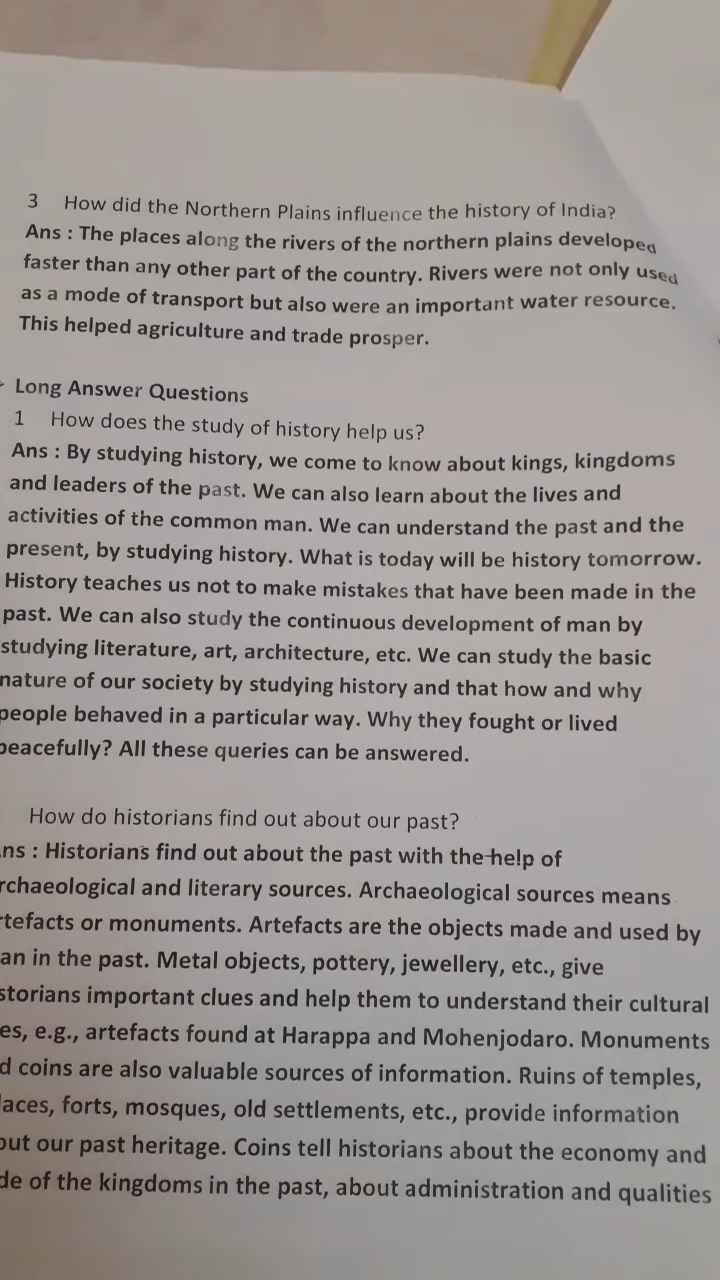 3 How did the Northern Plains influence the history of India?
Ans : The places along the rivers of the northern plains developed
faster than any other part of the country. Rivers were not only used
as a mode of transport but also were an important water resource.
This helped agriculture and trade prosper.
Long Answer Questions
1 How does the study of history help us?
Ans : By studying history, we come to know about kings, kingdoms
and leaders of the past. We can also learn about the lives and
activities of the common man. We can understand the past and the
present, by studying history. What is today will be history tomorrow.
History teaches us not to make mistakes that have been made in the
past. We can also study the continuous development of man by
studying literature, art, architecture, etc. We can study the basic
nature of our society by studying history and that how and why
people behaved in a particular way. Why they fought or lived
peacefully? All these queries can be answered.
How do historians find out about our past?
ns : Historians find out about the past with the help of
rchaeological and literary sources. Archaeological sources means
rtefacts or monuments. Artefacts are the objects made and used by
an in the past. Metal objects, pottery, jewellery, etc., give
storians important clues and help them to understand their cultural
es, e.g., artefacts found at Harappa and Mohenjodaro. Monuments
d coins are also valuable sources of information. Ruins of temples,
laces, forts, mosques, old settlements, etc., provide information
out our past heritage. Coins tell historians about the economy and
de of the kingdoms in the past, about administration and qualities